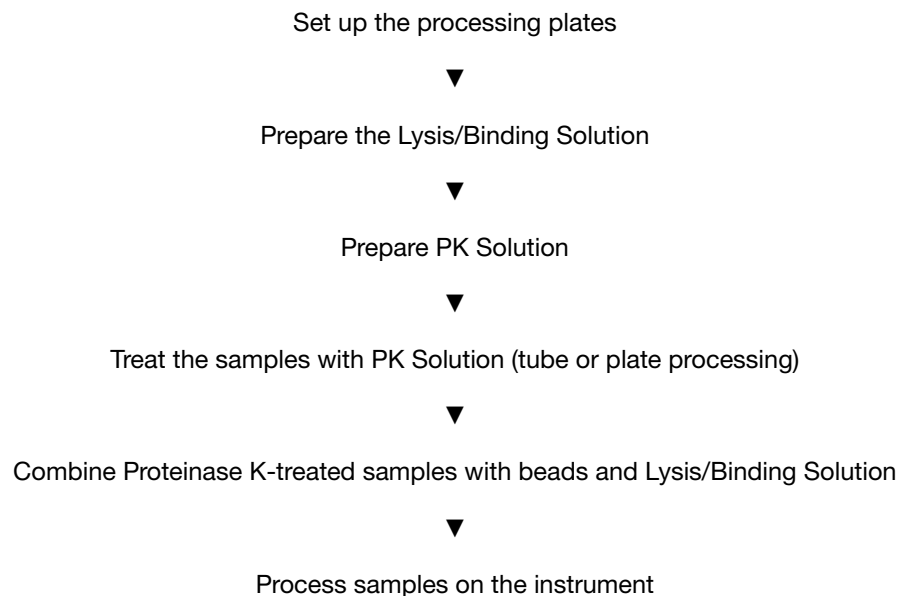 Set up the processing plates
▼
Prepare the Lysis/Binding Solution
▼
Prepare PK Solution
▼
Treat the samples with PK Solution (tube or plate processing)
▼
Combine Proteinase K-treated samples with beads and Lysis/Binding Solution
▼
Process samples on the instrument